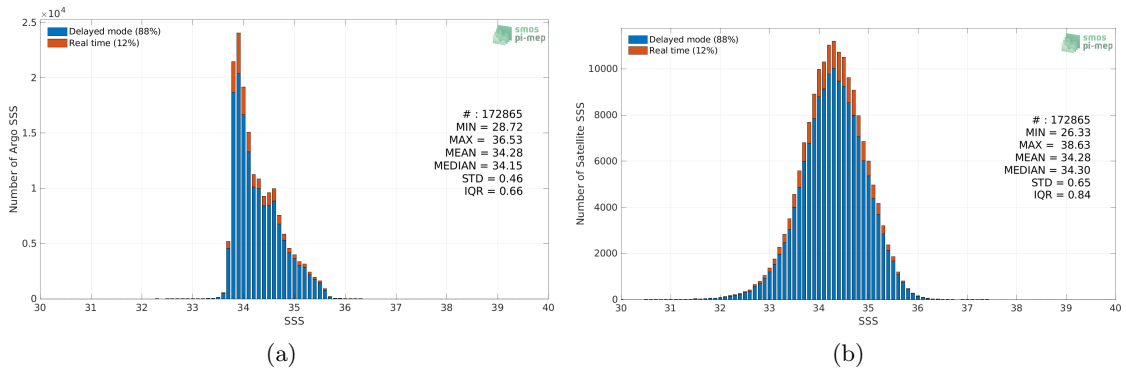 ×10⁴
2.5
2
1.5
1
0.5
0
30 31 32 33 34 35 36 37 38 39 40
SSS
Number of Argo SSS
Delayed mode (88%)
Real time (12%)
smos
pi-mep
# : 172865
MIN = 28.72
MAX = 36.53
MEAN = 34.28
MEDIAN = 34.15
STD = 0.46
IQR = 0.66
(a)
10000
8000
6000
4000
2000
0
30 31 32 33 34 35 36 37 38 39 40
SSS
Number of Satellite SSS
Delayed mode (88%)
Real time (12%)
smos
pi-mep
# : 172865
MIN = 26.33
MAX = 38.63
MEAN = 34.28
MEDIAN = 34.30
STD = 0.65
IQR = 0.84
(b)